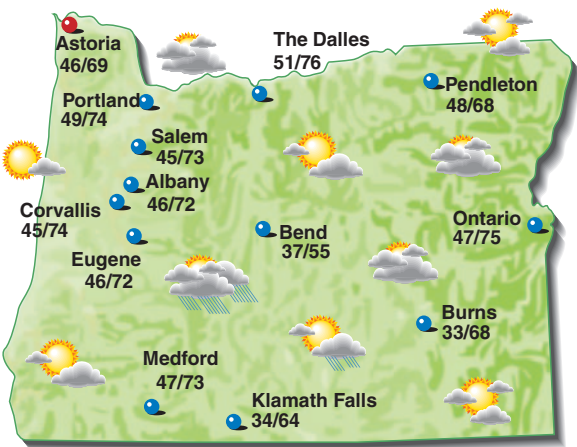 Astoria
46/69
The Dalles
51/76
Pendleton
48/68
Portland
49/74
Salem
45/73
Albany
46/72
Corvallis
45/74
Eugene
46/72
Bend
37/55
Ontario
47/75
Burns
33/68
Medford
47/73
Klamath Falls
34/64